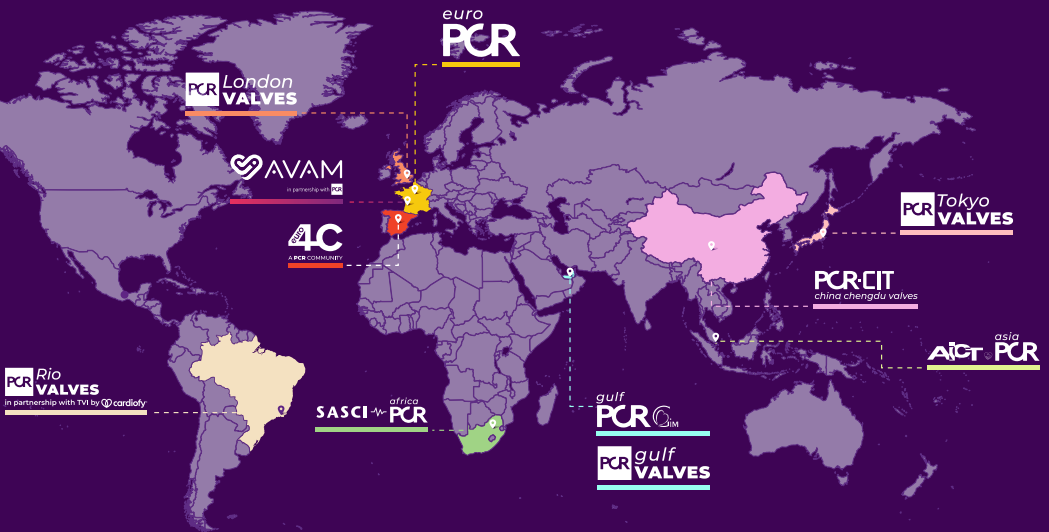 euro
PCR
PCR London
VALVES
AVAM
in partnership with PCR
euro
4C
A PCR COMMUNITY
PCR Tokyo
VALVES
PCR·CIT
china chengdu valves
asia
AICT PCR
PCR Rio
VALVES
in partnership with TVI by cardiofy
africa
SASCI PCR
gulf
PCR GIM
PCR gulf
VALVES